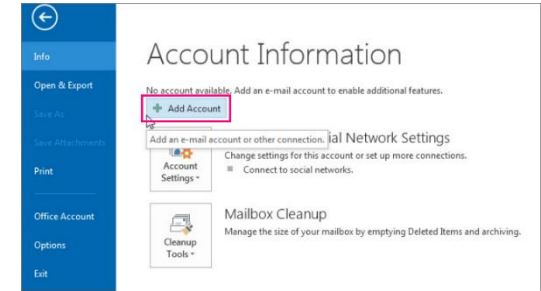 Info
Open & Export
Save As
Save Attachments
Print
Office Account
Options
Exit
Account Information
No account available. Add an e-mail account to enable additional features.
Add Account
Add an e-mail account or other connection.
ial Network Settings
Account
Settings
Change settings for this account or set up more connections.
Connect to social networks.
Cleanup
Tools
Mailbox Cleanup
Manage the size of your mailbox by emptying Deleted Items and archiving.